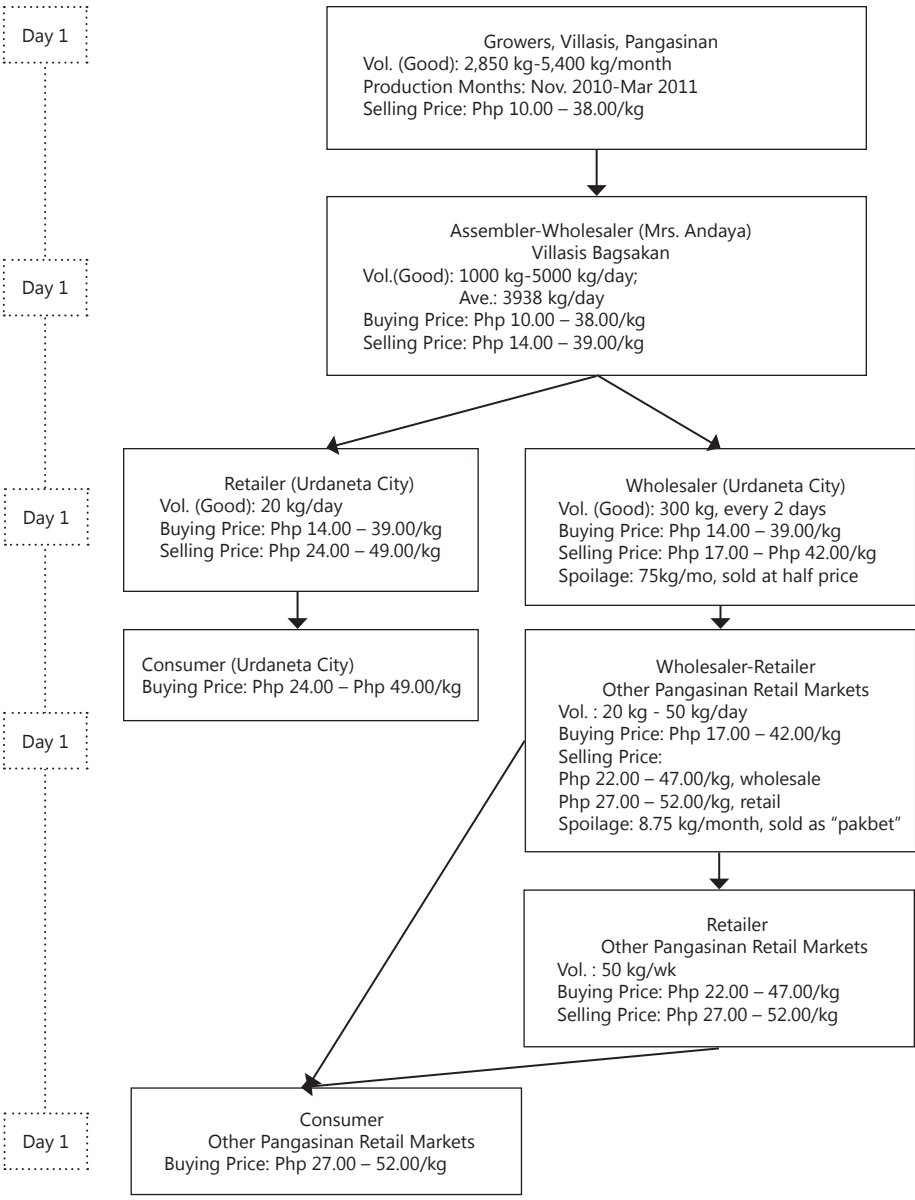 Day 1
Growers, Villasis, Pangasinan
Vol. (Good): 2,850 kg-5,400 kg/month
Production Months: Nov. 2010-Mar 2011
Selling Price: Php 10.00 – 38.00/kg
Day 1
Assembler-Wholesaler (Mrs. Andaya)
Villasis Bagsakan
Vol.(Good): 1000 kg-5000 kg/day;
Ave.: 3938 kg/day
Buying Price: Php 10.00 – 38.00/kg
Selling Price: Php 14.00 – 39.00/kg
Day 1
Retailer (Urdaneta City)
Vol. (Good): 20 kg/day
Buying Price: Php 14.00 – 39.00/kg
Selling Price: Php 24.00 – 49.00/kg
Wholesaler (Urdaneta City)
Vol. (Good): 300 kg, every 2 days
Buying Price: Php 14.00 – 39.00/kg
Selling Price: Php 17.00 – Php 42.00/kg
Spoilage: 75kg/mo, sold at half price
Consumer (Urdaneta City)
Buying Price: Php 24.00 – Php 49.00/kg
Day 1
Wholesaler-Retailer
Other Pangasinan Retail Markets
Vol. : 20 kg - 50 kg/day
Buying Price: Php 17.00 – 42.00/kg
Selling Price:
Php 22.00 – 47.00/kg, wholesale
Php 27.00 – 52.00/kg, retail
Spoilage: 8.75 kg/month, sold as “pakbet”
Retailer
Other Pangasinan Retail Markets
Vol. : 50 kg/wk
Buying Price: Php 22.00 – 47.00/kg
Selling Price: Php 27.00 – 52.00/kg
Day 1
Consumer
Other Pangasinan Retail Markets
Buying Price: Php 27.00 – 52.00/kg